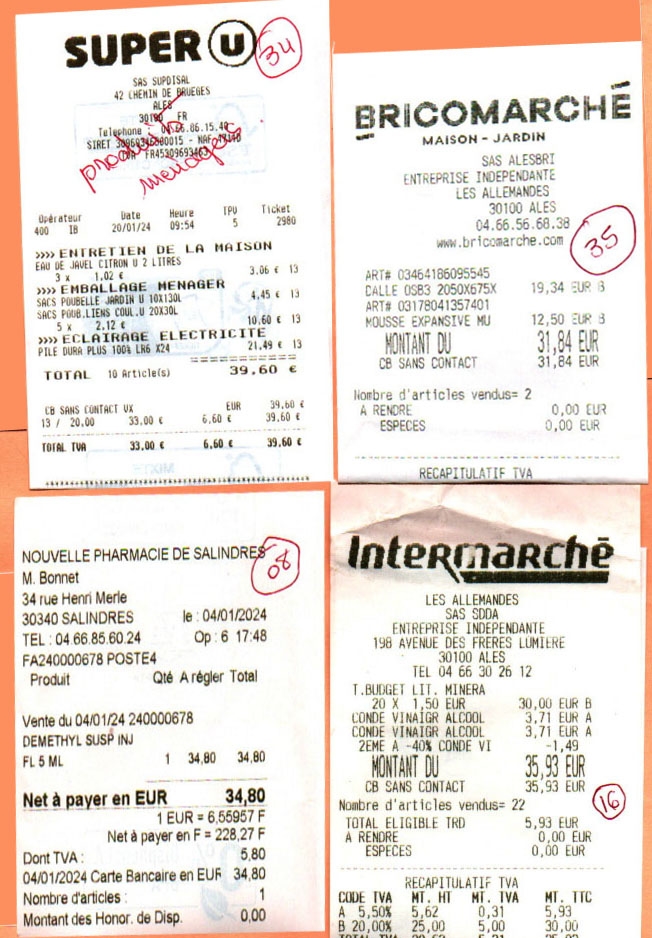 SUPER U
34
SAS SUPDISAL
42 CHEMIN DE BRUEGES
ALES
30100 FR
Telephone : 04.66.86.15.40
SIRET - NAF
produits
menagers
Opérateur Date Heure TPV Ticket
400 IB 20/01/24 09:54 5 2980
>>>> ENTRETIEN DE LA MAISON
EAU DE JAVEL CITRON U 2 LITRES
3 x 1.02 € 3.06 € 13
>>>> EMBALLAGE MENAGER
SACS POUBELLE JARDIN U 10X130L 4.45 € 13
SACS POUB.LIENS COUL.U 20X30L
5 x 2.12 € 10.60 € 13
>>>> ECLAIRAGE ELECTRICITE
PILE DURA PLUS 100% LR6 X24 21.49 € 13
===========
TOTAL 10 Article(s) 39.60 €
CB SANS CONTACT VX EUR 39,60 €
13 / 20.00 33.00 € 6,60 € 39.60 €
TOTAL TVA 33.00 € 6,60 € 39.60 €
BRICOMARCHÉ
MAISON - JARDIN
SAS ALESBRI
ENTREPRISE INDEPENDANTE
LES ALLEMANDES
30100 ALES
04.66.56.68.38
www.bricomarche.com
35
ART# 03464186095545
CALLE OSB3 2050X675X 19,34 EUR B
ART# 03178041357401
MOUSSE EXPANSIVE MU 12,50 EUR B
MONTANT DU 31,84 EUR
CB SANS CONTACT 31,84 EUR
Nombre d'articles vendus= 2
A RENDRE 0,00 EUR
ESPECES 0,00 EUR
RECAPITULATIF TVA
NOUVELLE PHARMACIE DE SALINDRES
08
M. Bonnet
34 rue Henri Merle
30340 SALINDRES le : 04/01/2024
TEL : 04.66.85.60.24 Op : 6 17:48
FA240000678 POSTE4
Produit Qté A régler Total
Vente du 04/01/24 240000678
DEMETHYL SUSP INJ
FL 5 ML 1 34,80 34,80
Net à payer en EUR 34,80
1 EUR = 6,55957 F
Net à payer en F = 228,27 F
Dont TVA : 5,80
04/01/2024 Carte Bancaire en EUR 34,80
Nombre d'articles : 1
Montant des Honor. de Disp. 0,00
Intermarché
LES ALLEMANDES
SAS SDDA
ENTREPRISE INDEPENDANTE
198 AVENUE DES FRERES LUMIERE
30100 ALES
TEL 04 66 30 26 12
T.BUDGET LIT. MINERA
20 X 1,50 EUR 30,00 EUR B
CONDE VINAIGR ALCOOL 3,71 EUR A
CONDE VINAIGR ALCOOL 3,71 EUR A
2EME A -40% CONDE VI -1,49
MONTANT DU 35,93 EUR
CB SANS CONTACT 35,93 EUR
16
Nombre d'articles vendus= 22
TOTAL ELIGIBLE TRD 5,93 EUR
A RENDRE 0,00 EUR
ESPECES 0,00 EUR
RECAPITULATIF TVA
CODE TVA MT. HT MT. TVA MT. TTC
A 5,50% 5,62 0,31 5,93
B 20,00% 25,00 5,00 30,00